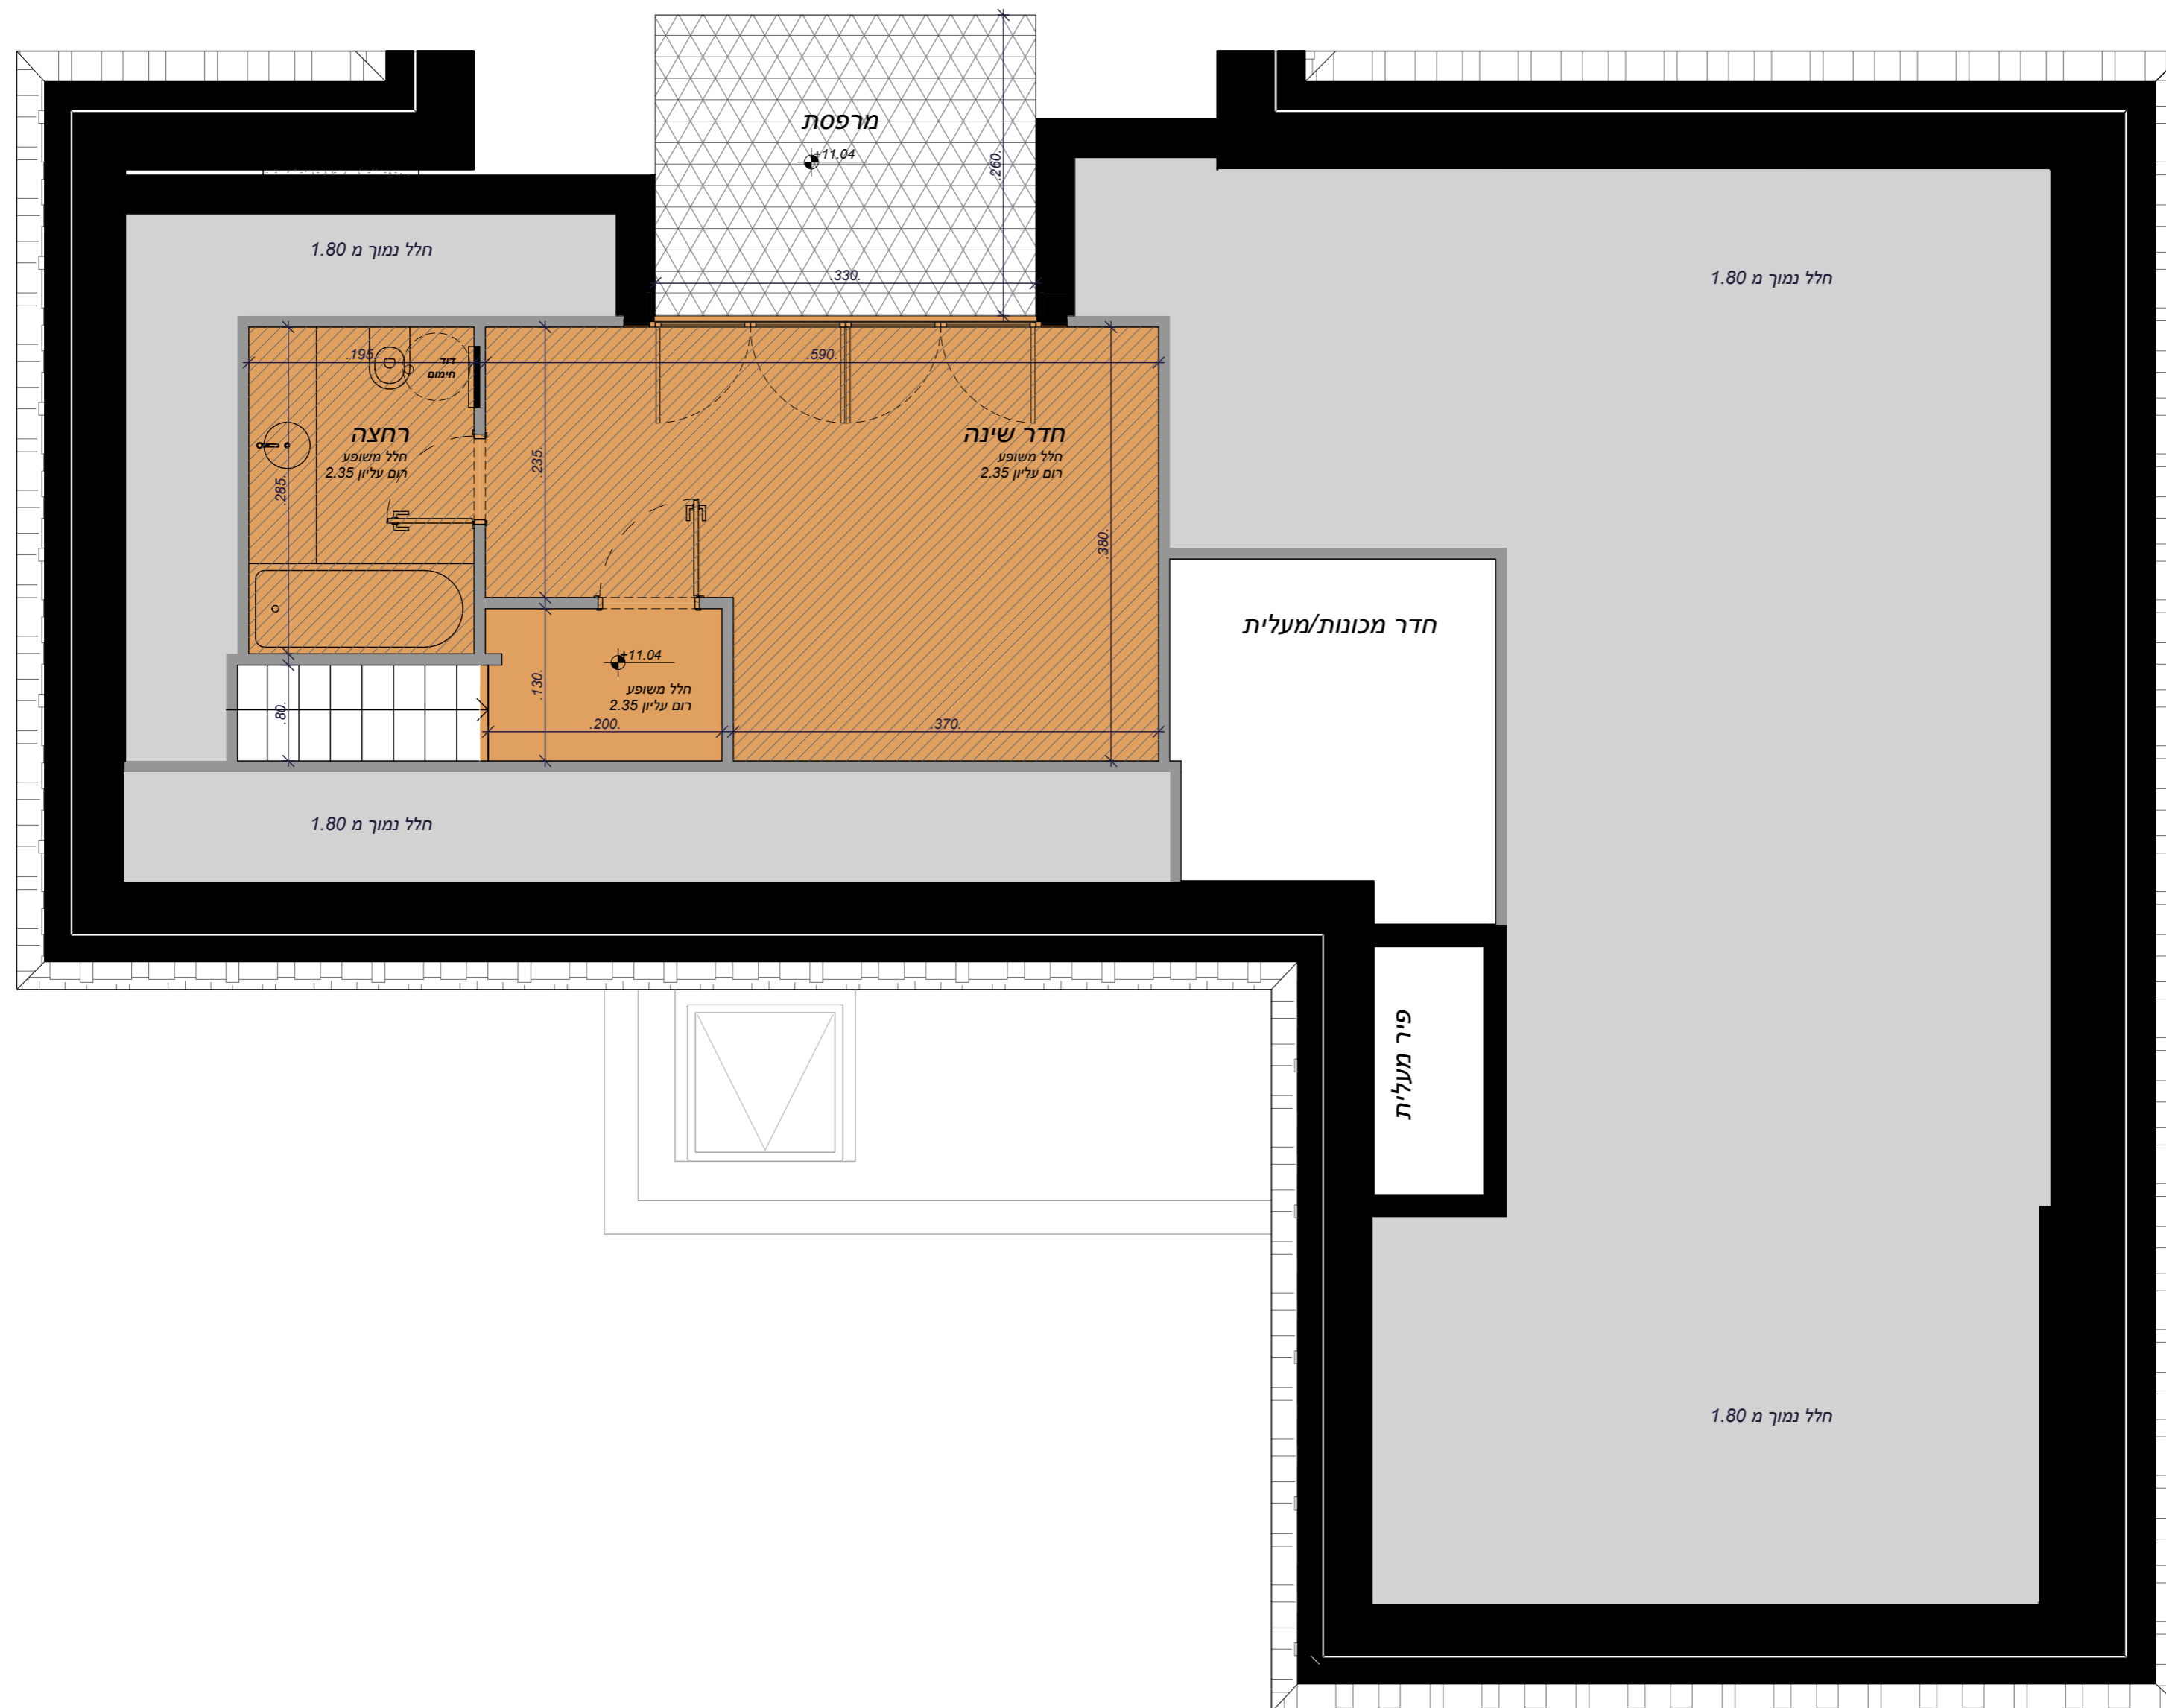 מרפסת
+11.04
.260.
.330.
חלל נמוך מ 1.80
חלל נמוך מ 1.80
.195.
דוד
חימום
.590.
רחצה
חלל משופע
רום עליון 2.35
חדר שינה
חלל משופע
רום עליון 2.35
.285.
.235.
.380.
חדר מכונות/מעלית
+11.04
חלל משופע
רום עליון 2.35
.130.
.80.
.200.
.370.
חלל נמוך מ 1.80
פיר מעלית
חלל נמוך מ 1.80